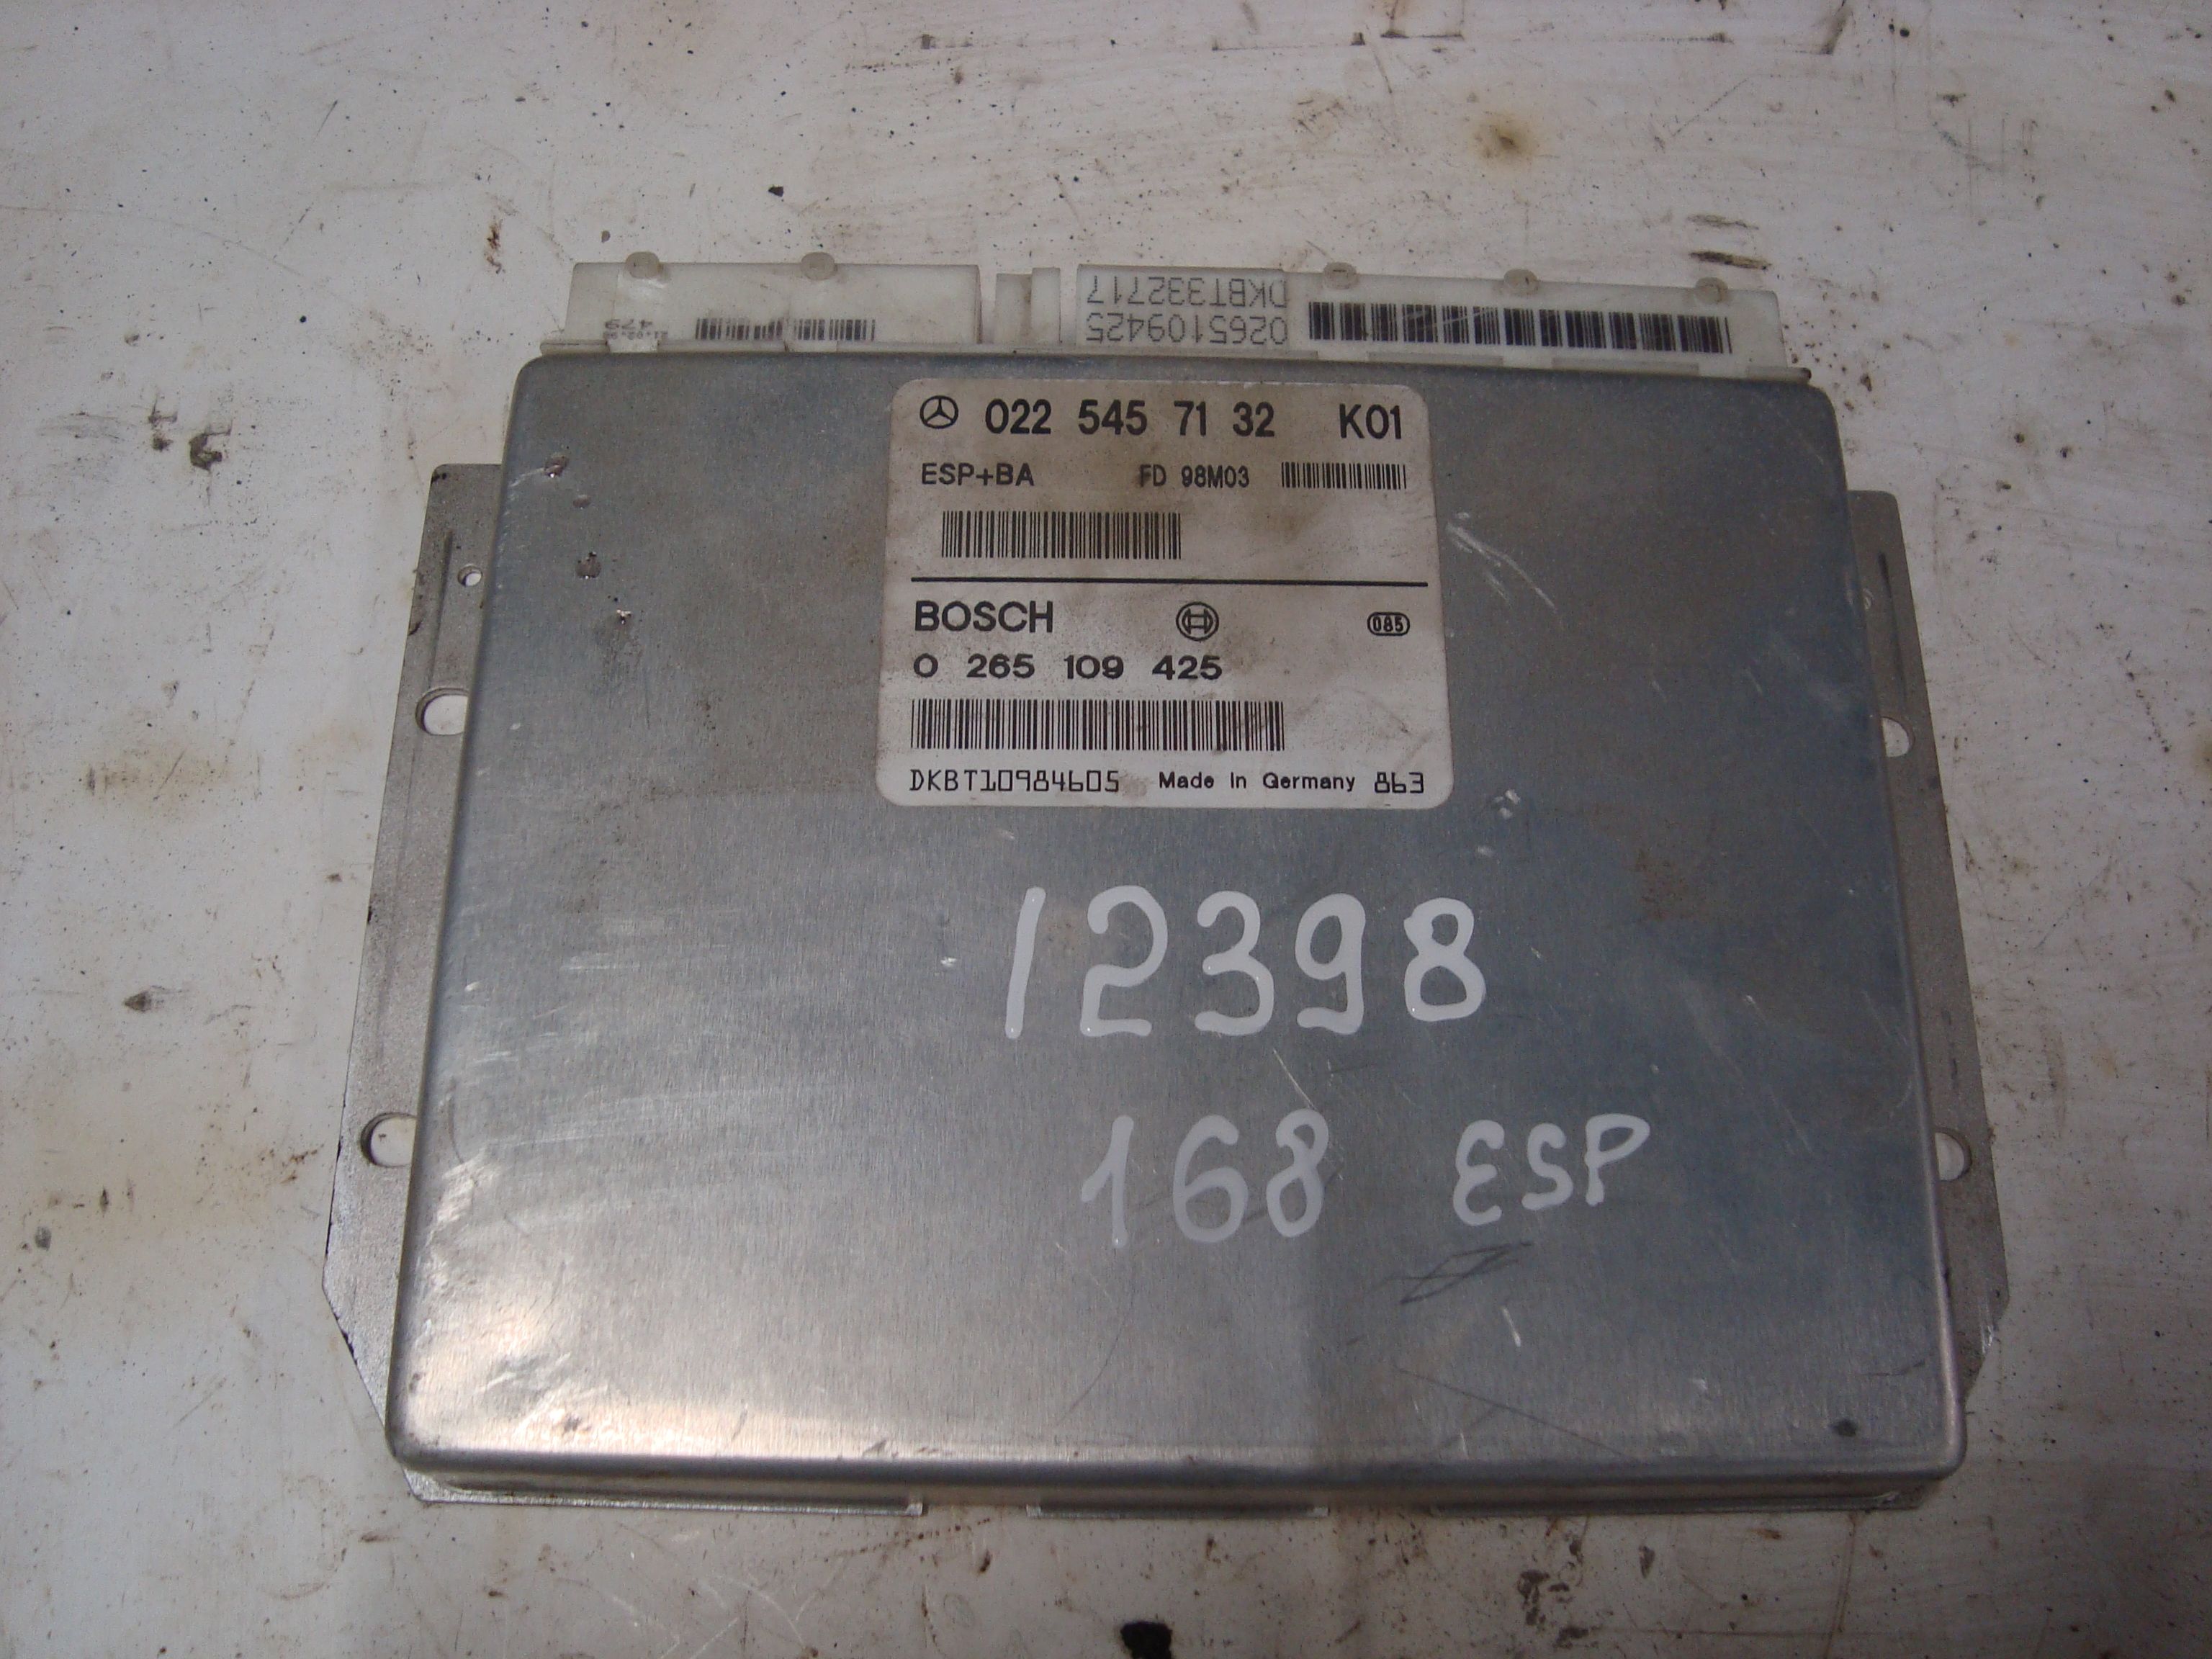 479
0265109425
DKBT332717
022 545 71 32 K01
ESP+BA FD 98M03
BOSCH 085
0 265 109 425
DKBT10984605 Made in Germany 863
12398
168 ESP